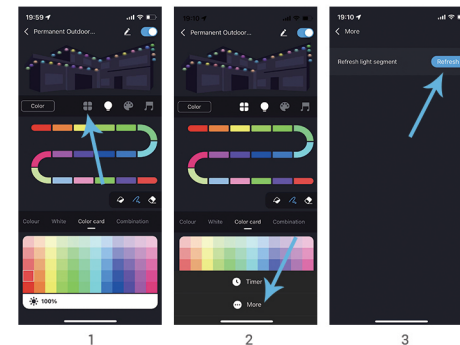 19:59
Permanent Outdoor...
Color
Colour White Color card Combination
100%
1
19:10
Permanent Outdoor...
Color
Colour White Color card Combination
Timer
More
2
19:10
More
Refresh light segment Refresh
3